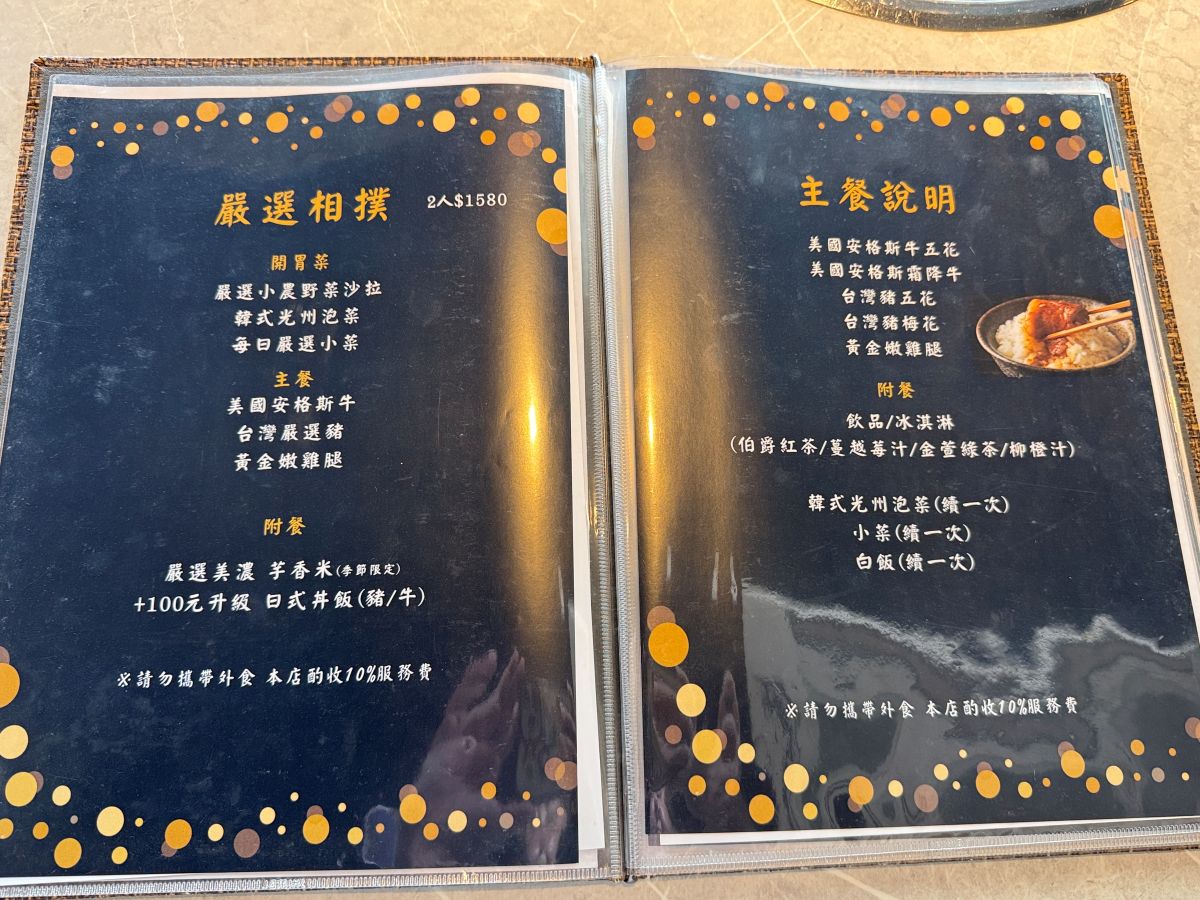 嚴選相撲 2人$1580
開胃菜
嚴選小農野菜沙拉
韓式光州泡菜
每日嚴選小菜
主餐
美國安格斯牛
台灣嚴選豬
黃金嫩雞腿
附餐
嚴選美濃 芋香米(季節限定)
+100元升級 日式丼飯(豬/牛)
※請勿攜帶外食 本店酌收10%服務費
主餐說明
美國安格斯牛五花
美國安格斯霜降牛
台灣豬五花
台灣豬梅花
黃金嫩雞腿
附餐
飲品/冰淇淋
(伯爵紅茶/蔓越莓汁/金萱綠茶/柳橙汁)
韓式光州泡菜(續一次)
小菜(續一次)
白飯(續一次)
※請勿攜帶外食 本店酌收10%服務費